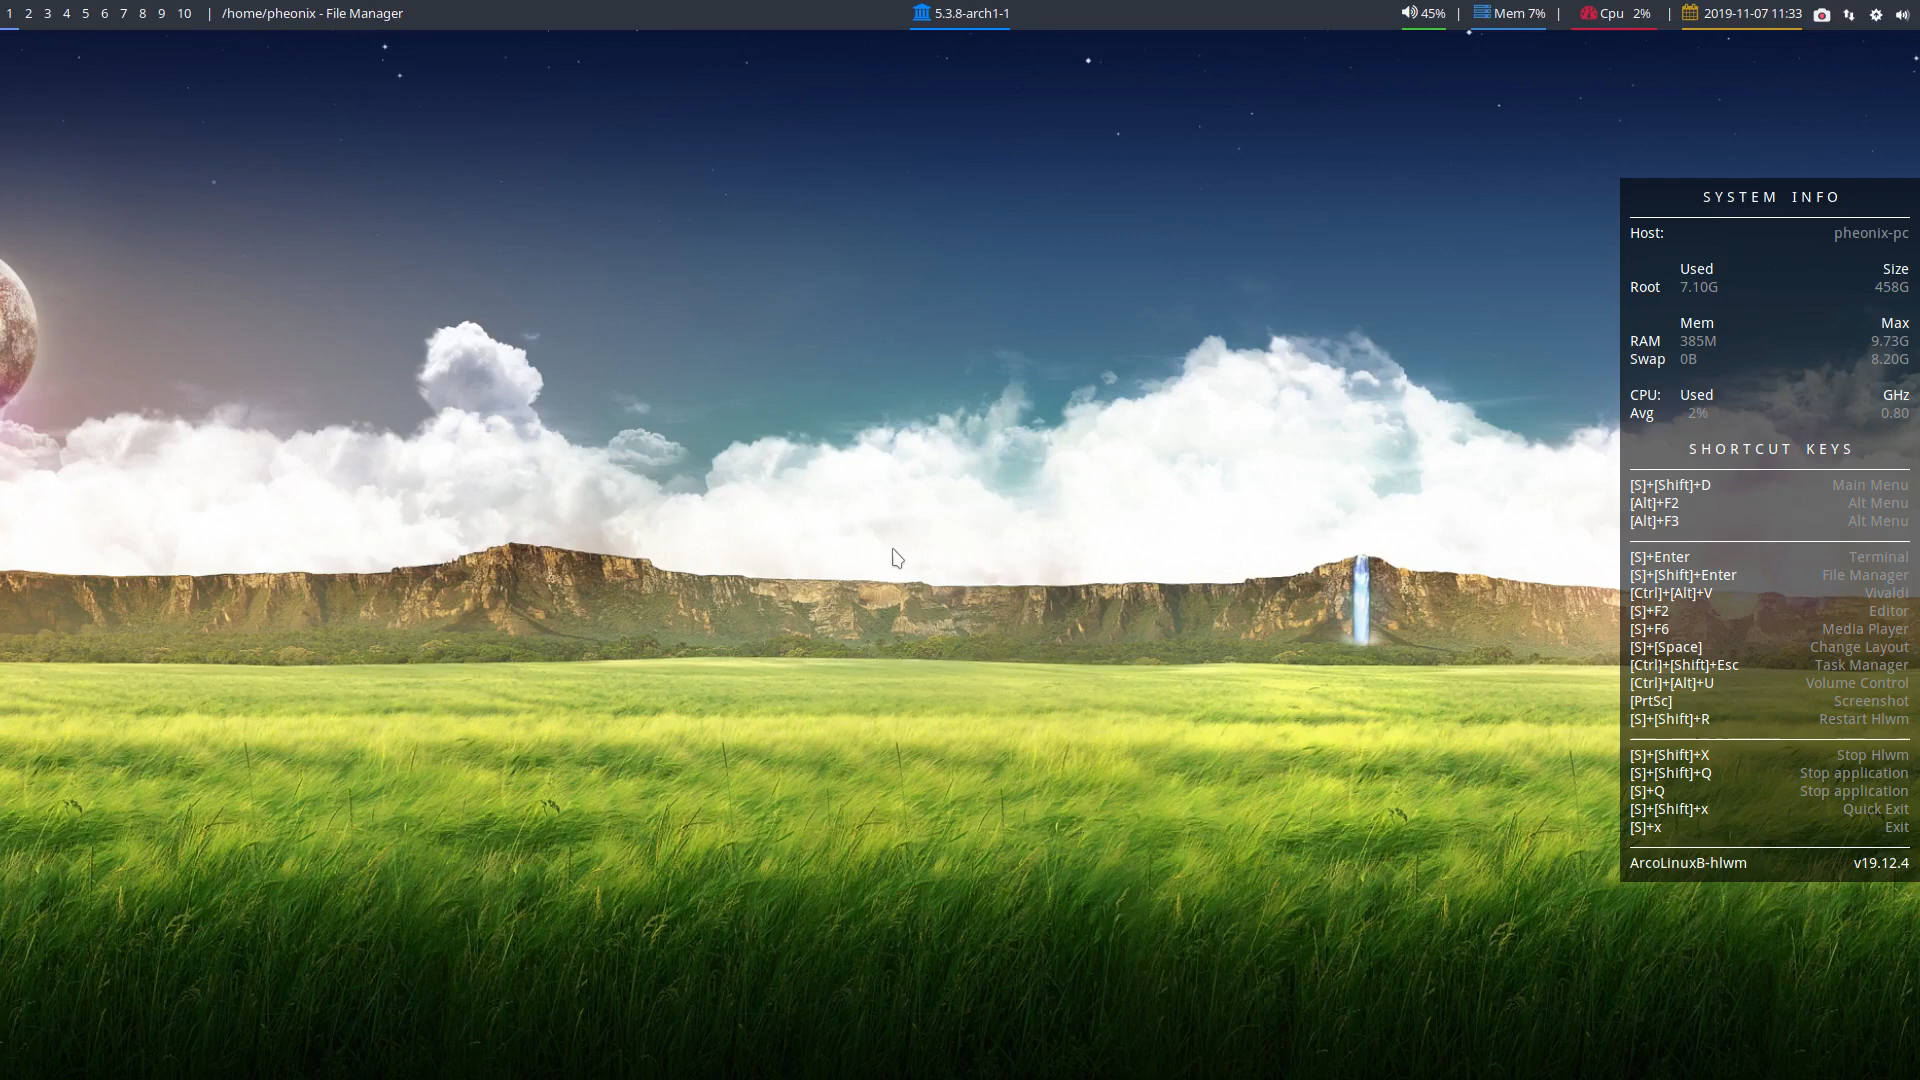 1 2 3 4 5 6 7 8 9 10 | /home/pheonix - File Manager 5.3.8-arch1-1 45% | Mem 7% | Cpu 2% | 2019-11-07 11:33
SYSTEM INFO
Host: pheonix-pc
Used Size
Root 7.10G 458G
Mem Max
RAM 385M 9.73G
Swap 0B 8.20G
CPU: Used GHz
Avg 2% 0.80
SHORTCUT KEYS
[S]+[Shift]+D Main Menu
[Alt]+F2 Alt Menu
[Alt]+F3 Alt Menu
[S]+Enter Terminal
[S]+[Shift]+Enter File Manager
[Ctrl]+[Alt]+V Vivaldi
[S]+F2 Editor
[S]+F6 Media Player
[S]+[Space] Change Layout
[Ctrl]+[Shift]+Esc Task Manager
[Ctrl]+[Alt]+U Volume Control
[PrtSc] Screenshot
[S]+[Shift]+R Restart Hlwm
[S]+[Shift]+X Stop Hlwm
[S]+[Shift]+Q Stop application
[S]+Q Stop application
[S]+[Shift]+x Quick Exit
[S]+x Exit
ArcoLinuxB-hlwm v19.12.4